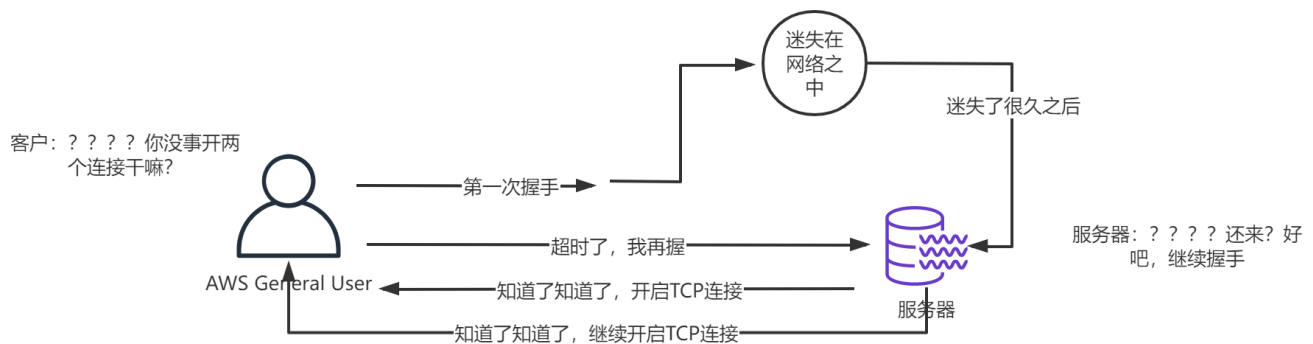 迷失在
网络之
中
迷失了很久之后
客户：？？？？你没事开两
个连接干嘛？
第一次握手
服务器：？？？？还来？好
吧，继续握手
超时了，我再握
AWS General User
知道了知道了，开启TCP连接
服务器
知道了知道了，继续开启TCP连接